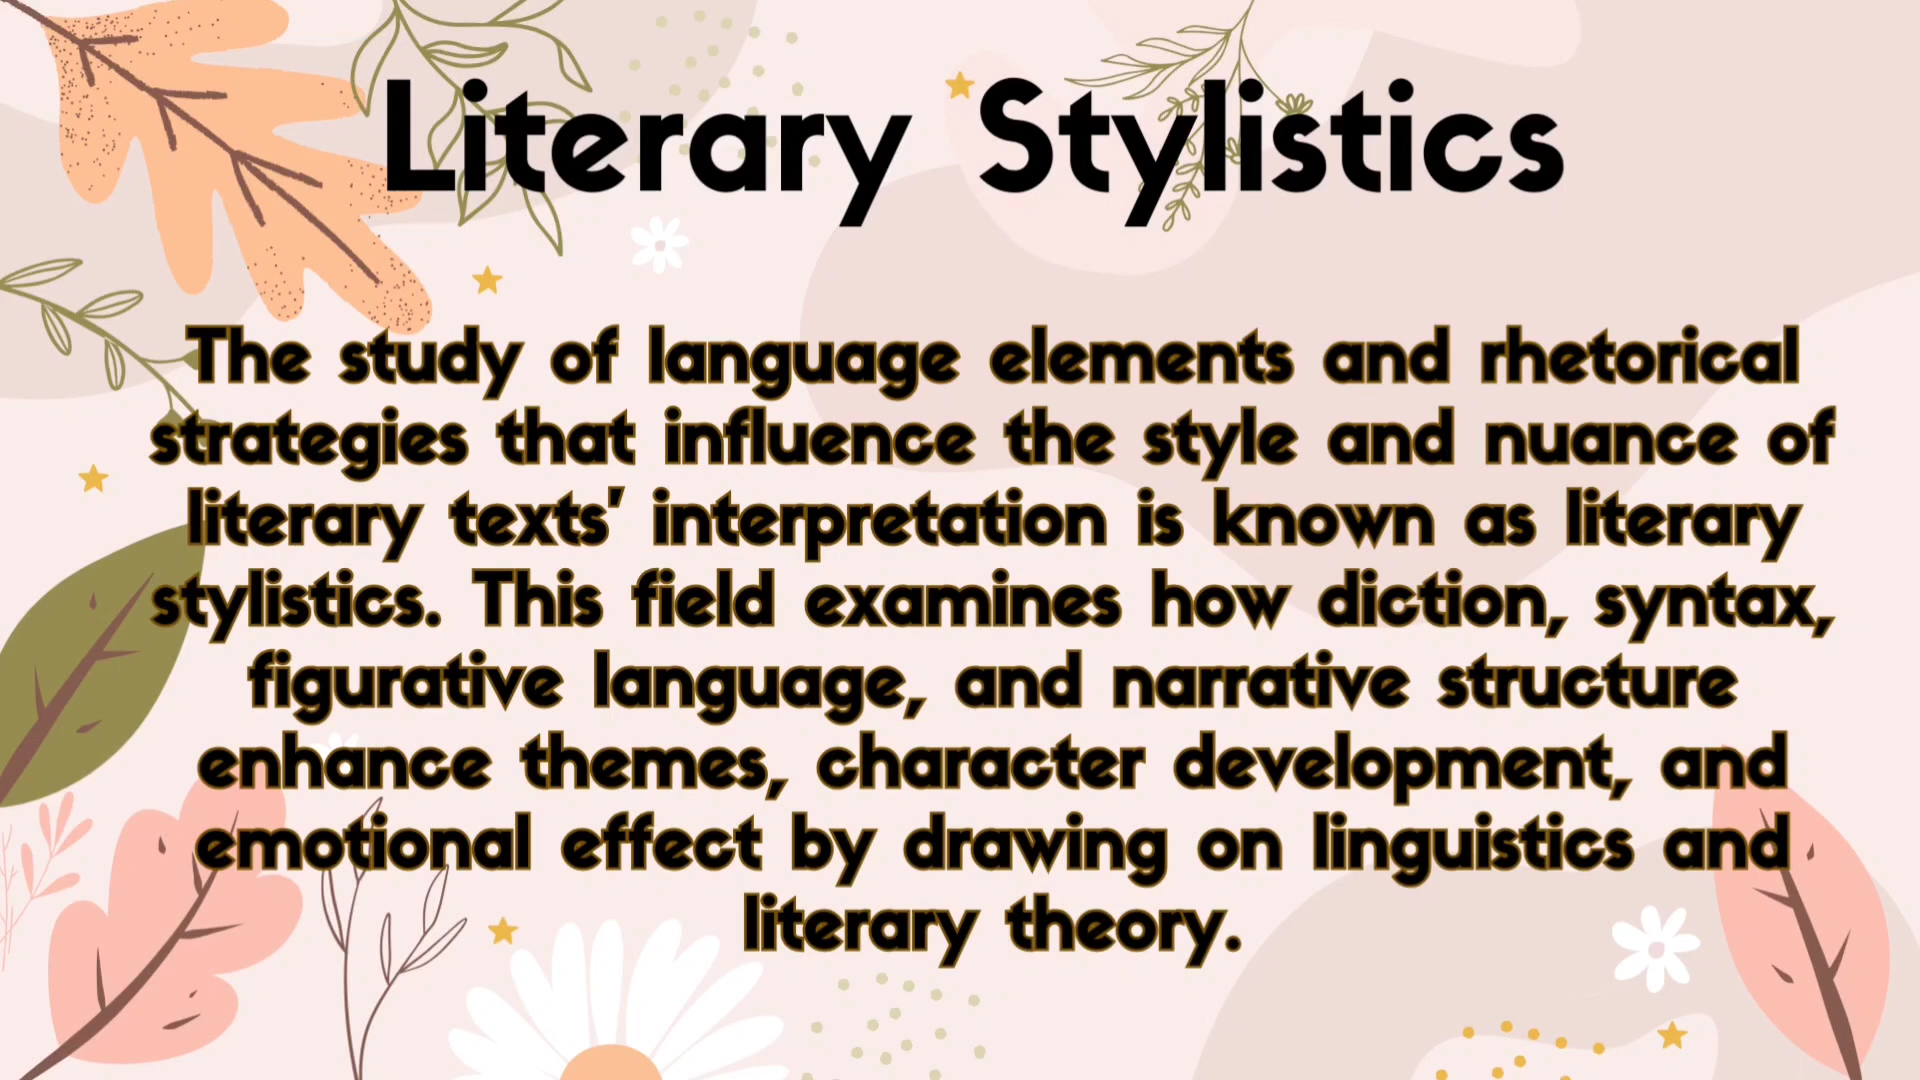 Literary Stylistics
The study of language elements and rhetorical
strategies that influence the style and nuance of
literary texts' interpretation is known as literary
stylistics. This field examines how diction, syntax,
figurative language, and narrative structure
enhance themes, character development, and
emotional effect by drawing on linguistics and
literary theory.